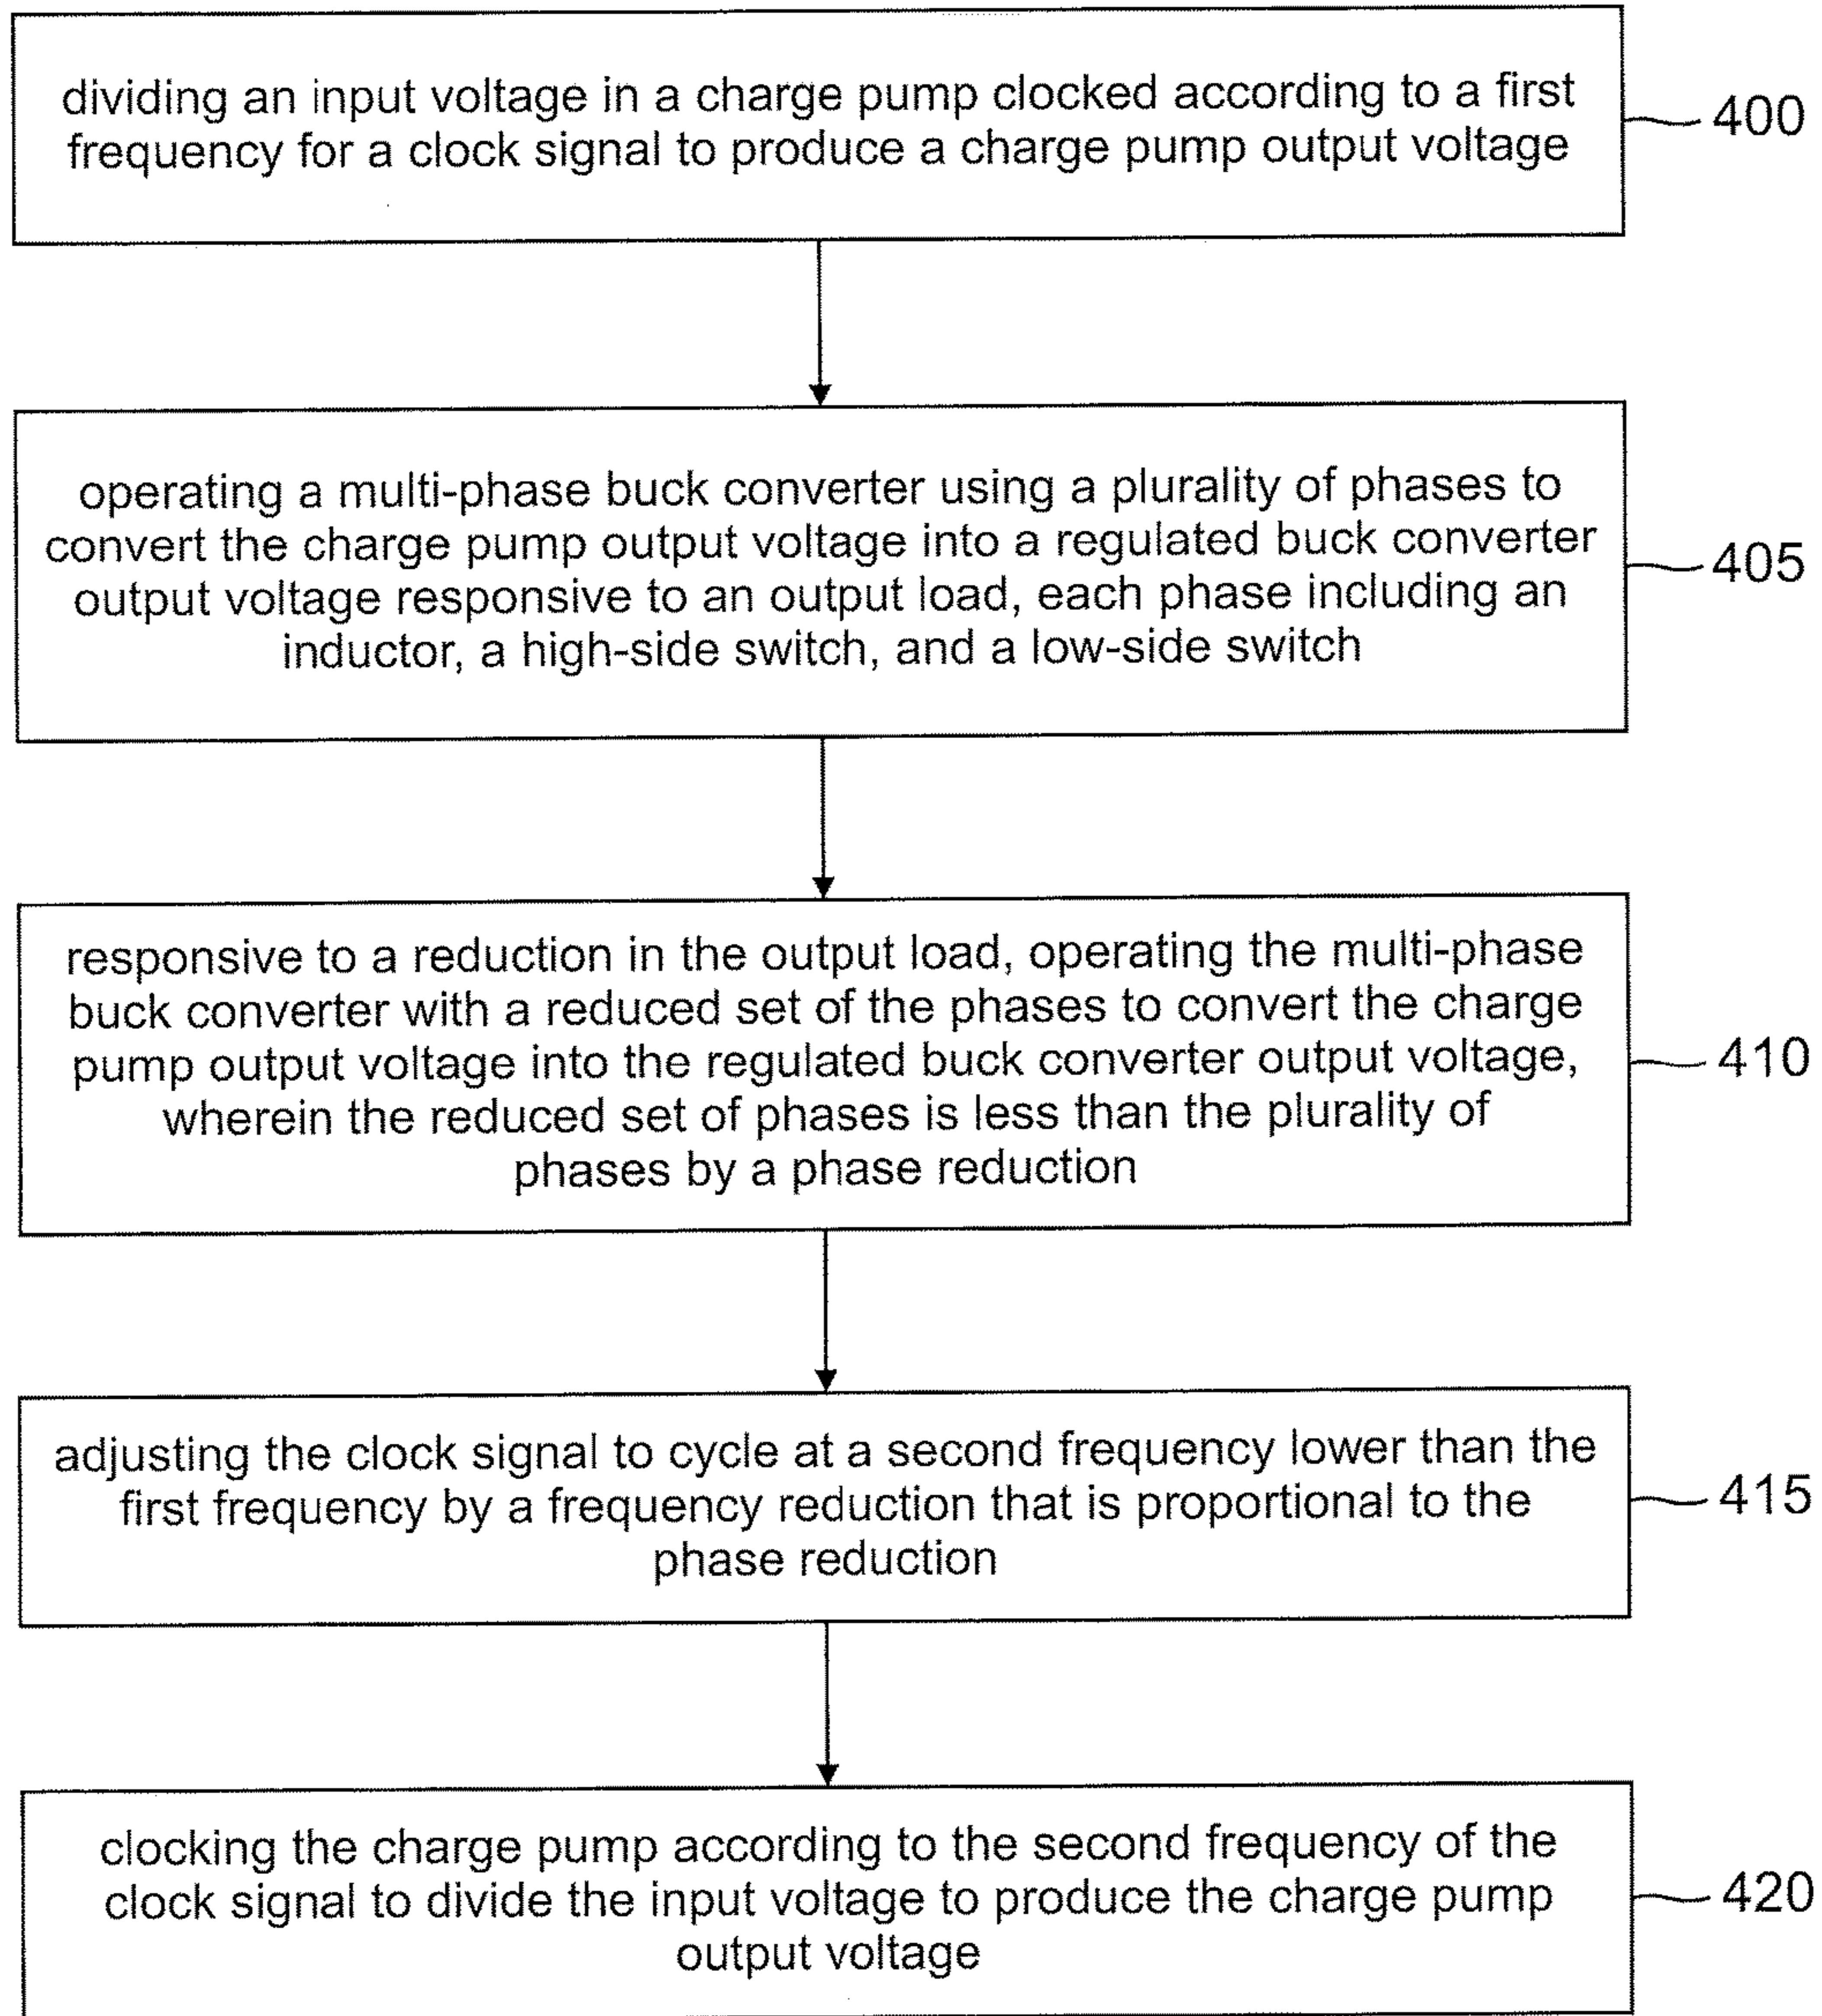 dividing an input voltage in a charge pump clocked according to a first
frequency for a clock signal to produce a charge pump output voltage
400
operating a multi-phase buck converter using a plurality of phases to
convert the charge pump output voltage into a regulated buck converter
output voltage responsive to an output load, each phase including an
inductor, a high-side switch, and a low-side switch
405
responsive to a reduction in the output load, operating the multi-phase
buck converter with a reduced set of the phases to convert the charge
pump output voltage into the regulated buck converter output voltage,
wherein the reduced set of phases is less than the plurality of
phases by a phase reduction
410
adjusting the clock signal to cycle at a second frequency lower than the
first frequency by a frequency reduction that is proportional to the
phase reduction
415
clocking the charge pump according to the second frequency of the
clock signal to divide the input voltage to produce the charge pump
output voltage
420